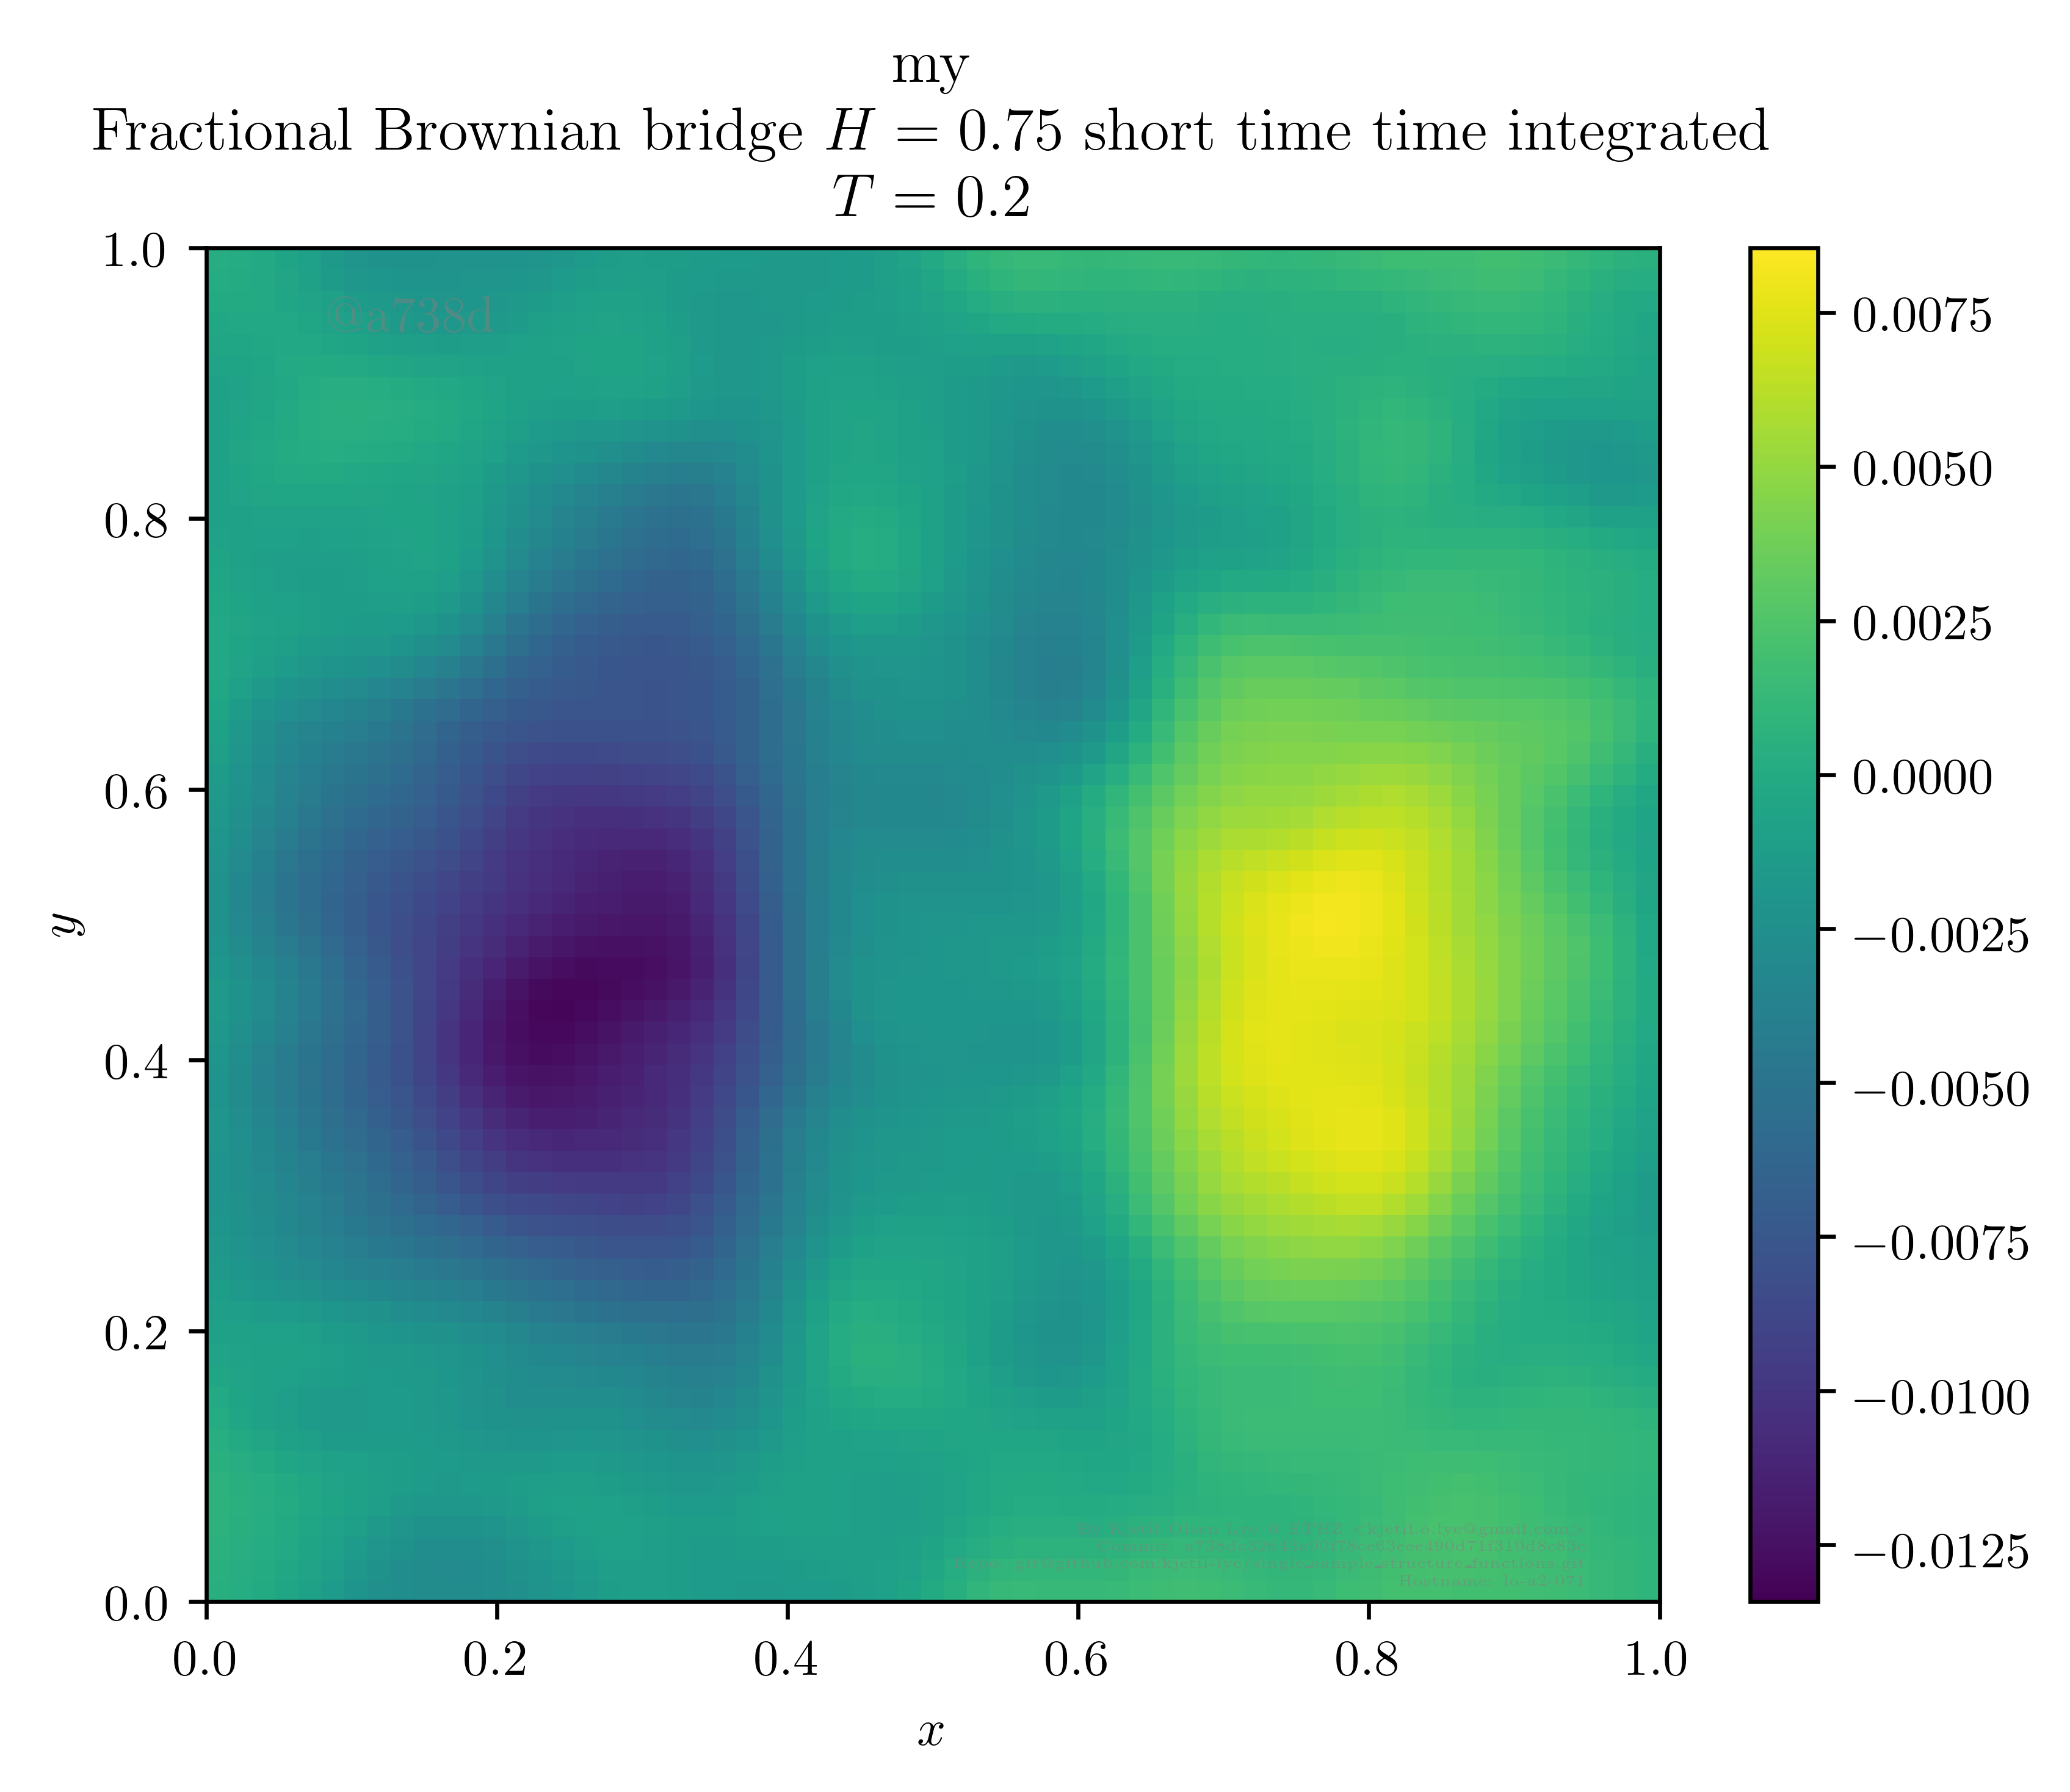 my
Fractional Brownian bridge H = 0.75 short time time integrated
T = 0.2
1.0
0.8
0.6
0.4
0.2
0.0
y
@a738d
0.0 0.2 0.4 0.6 0.8 1.0
x
0.0075
0.0050
0.0025
0.0000
−0.0025
−0.0050
−0.0075
−0.0100
−0.0125
Hostname: